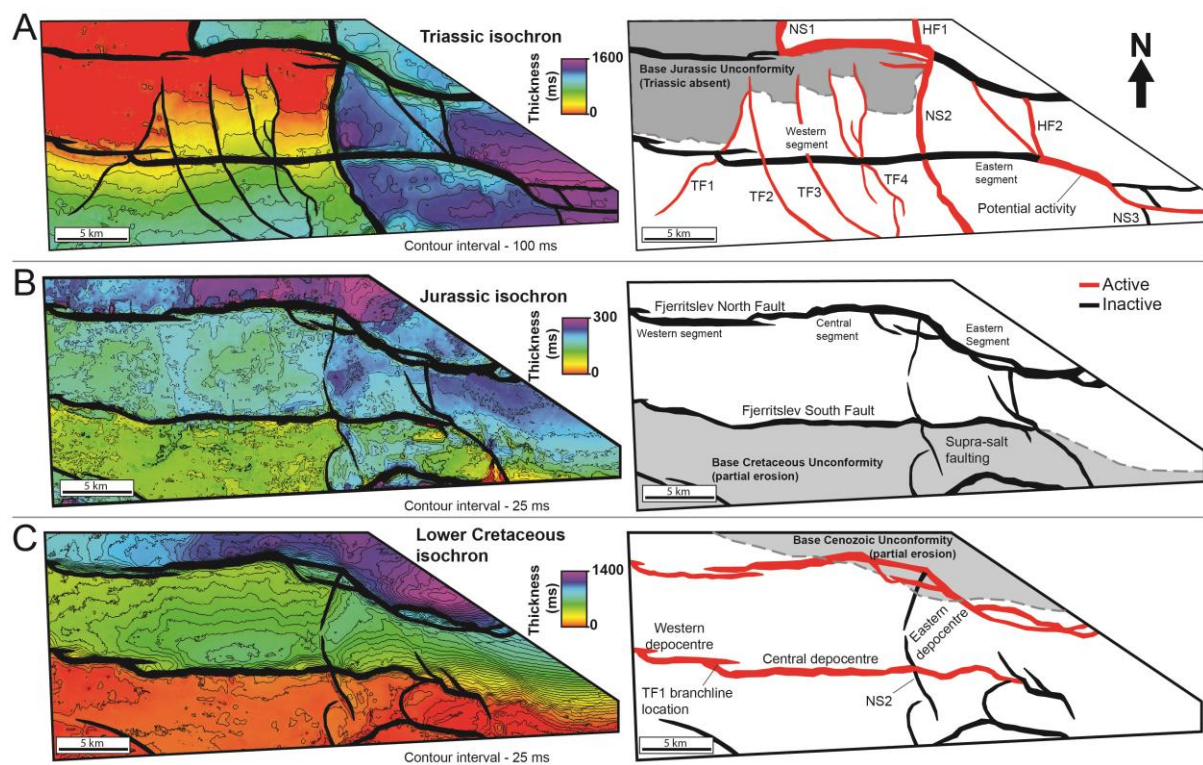 A
Triassic isochron
Thickness
(ms)
1600
0
5 km
Contour interval - 100 ms
NS1
HF1
Base Jurassic Unconformity
(Triassic absent)
N
Western
segment
NS2
HF2
Eastern
segment
TF1
TF2
TF3
TF4
Potential activity
NS3
5 km
B
Jurassic isochron
Thickness
(ms)
300
0
5 km
Contour interval - 25 ms
Active
Inactive
Fjerritslev North Fault
Western segment
Central
segment
Eastern
Segment
Fjerritslev South Fault
Supra-salt
faulting
Base Cretaceous Unconformity
(partial erosion)
5 km
C
Lower Cretaceous
isochron
Thickness
(ms)
1400
0
5 km
Contour interval - 25 ms
Base Cenozoic Unconformity
(partial erosion)
Western
depocentre
Central depocentre
Eastern
depocentre
TF1 branchline
location
NS2
5 km